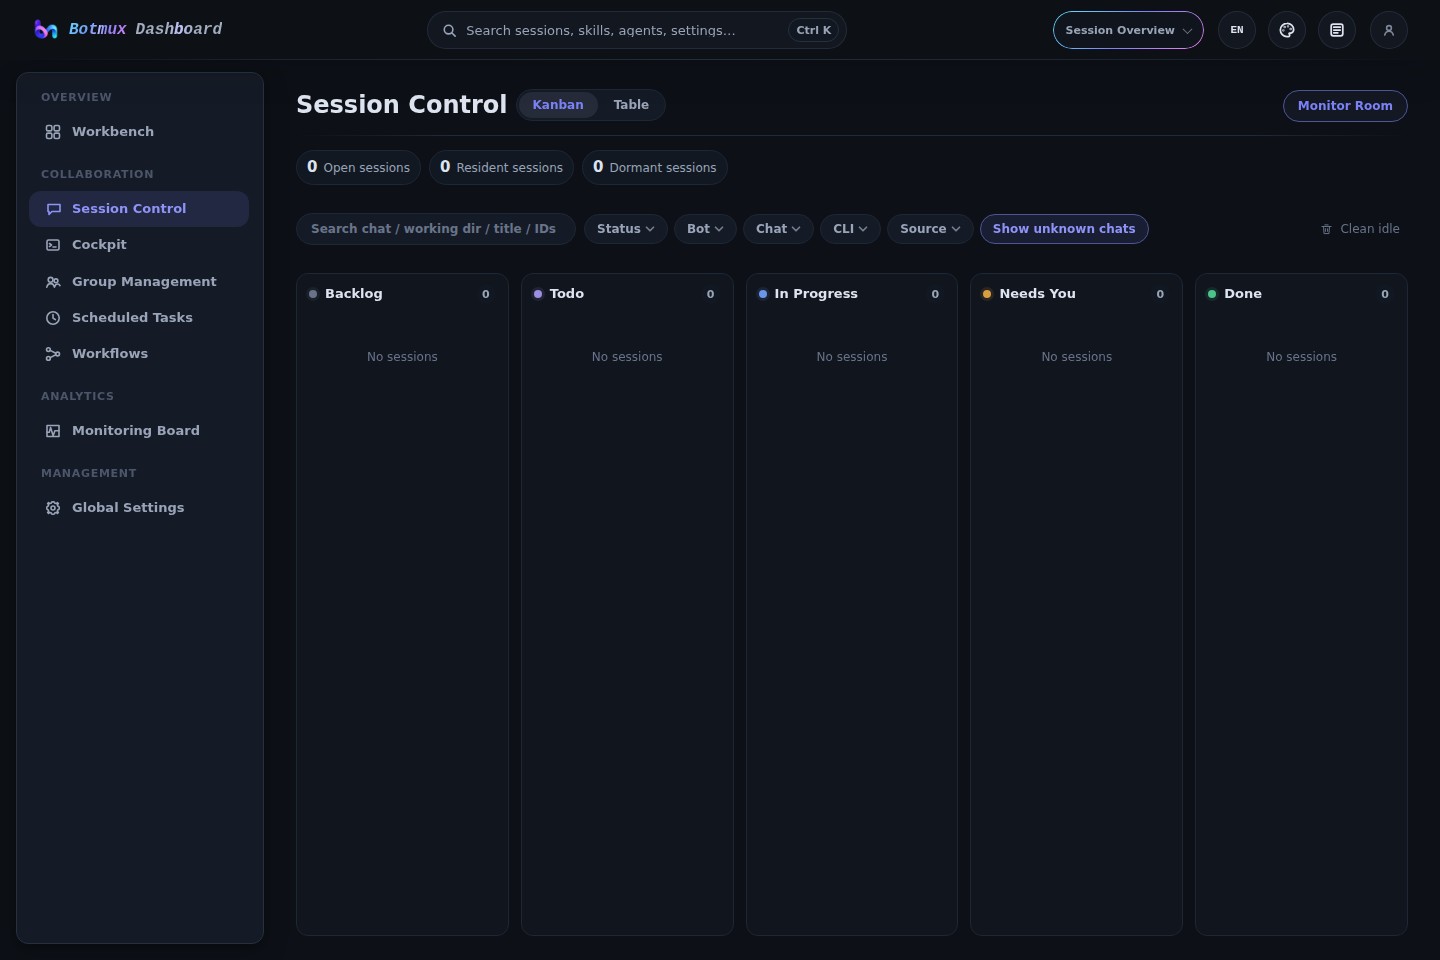 Botmux Dashboard
Search sessions, skills, agents, settings...
Ctrl K
Session Overview
EN
OVERVIEW
Workbench
COLLABORATION
Session Control
Cockpit
Group Management
Scheduled Tasks
Workflows
ANALYTICS
Monitoring Board
MANAGEMENT
Global Settings
Session Control
Kanban
Table
Monitor Room
0 Open sessions
0 Resident sessions
0 Dormant sessions
Search chat / working dir / title / IDs
Status
Bot
Chat
CLI
Source
Show unknown chats
Clean idle
Backlog 0
No sessions
Todo 0
No sessions
In Progress 0
No sessions
Needs You 0
No sessions
Done 0
No sessions